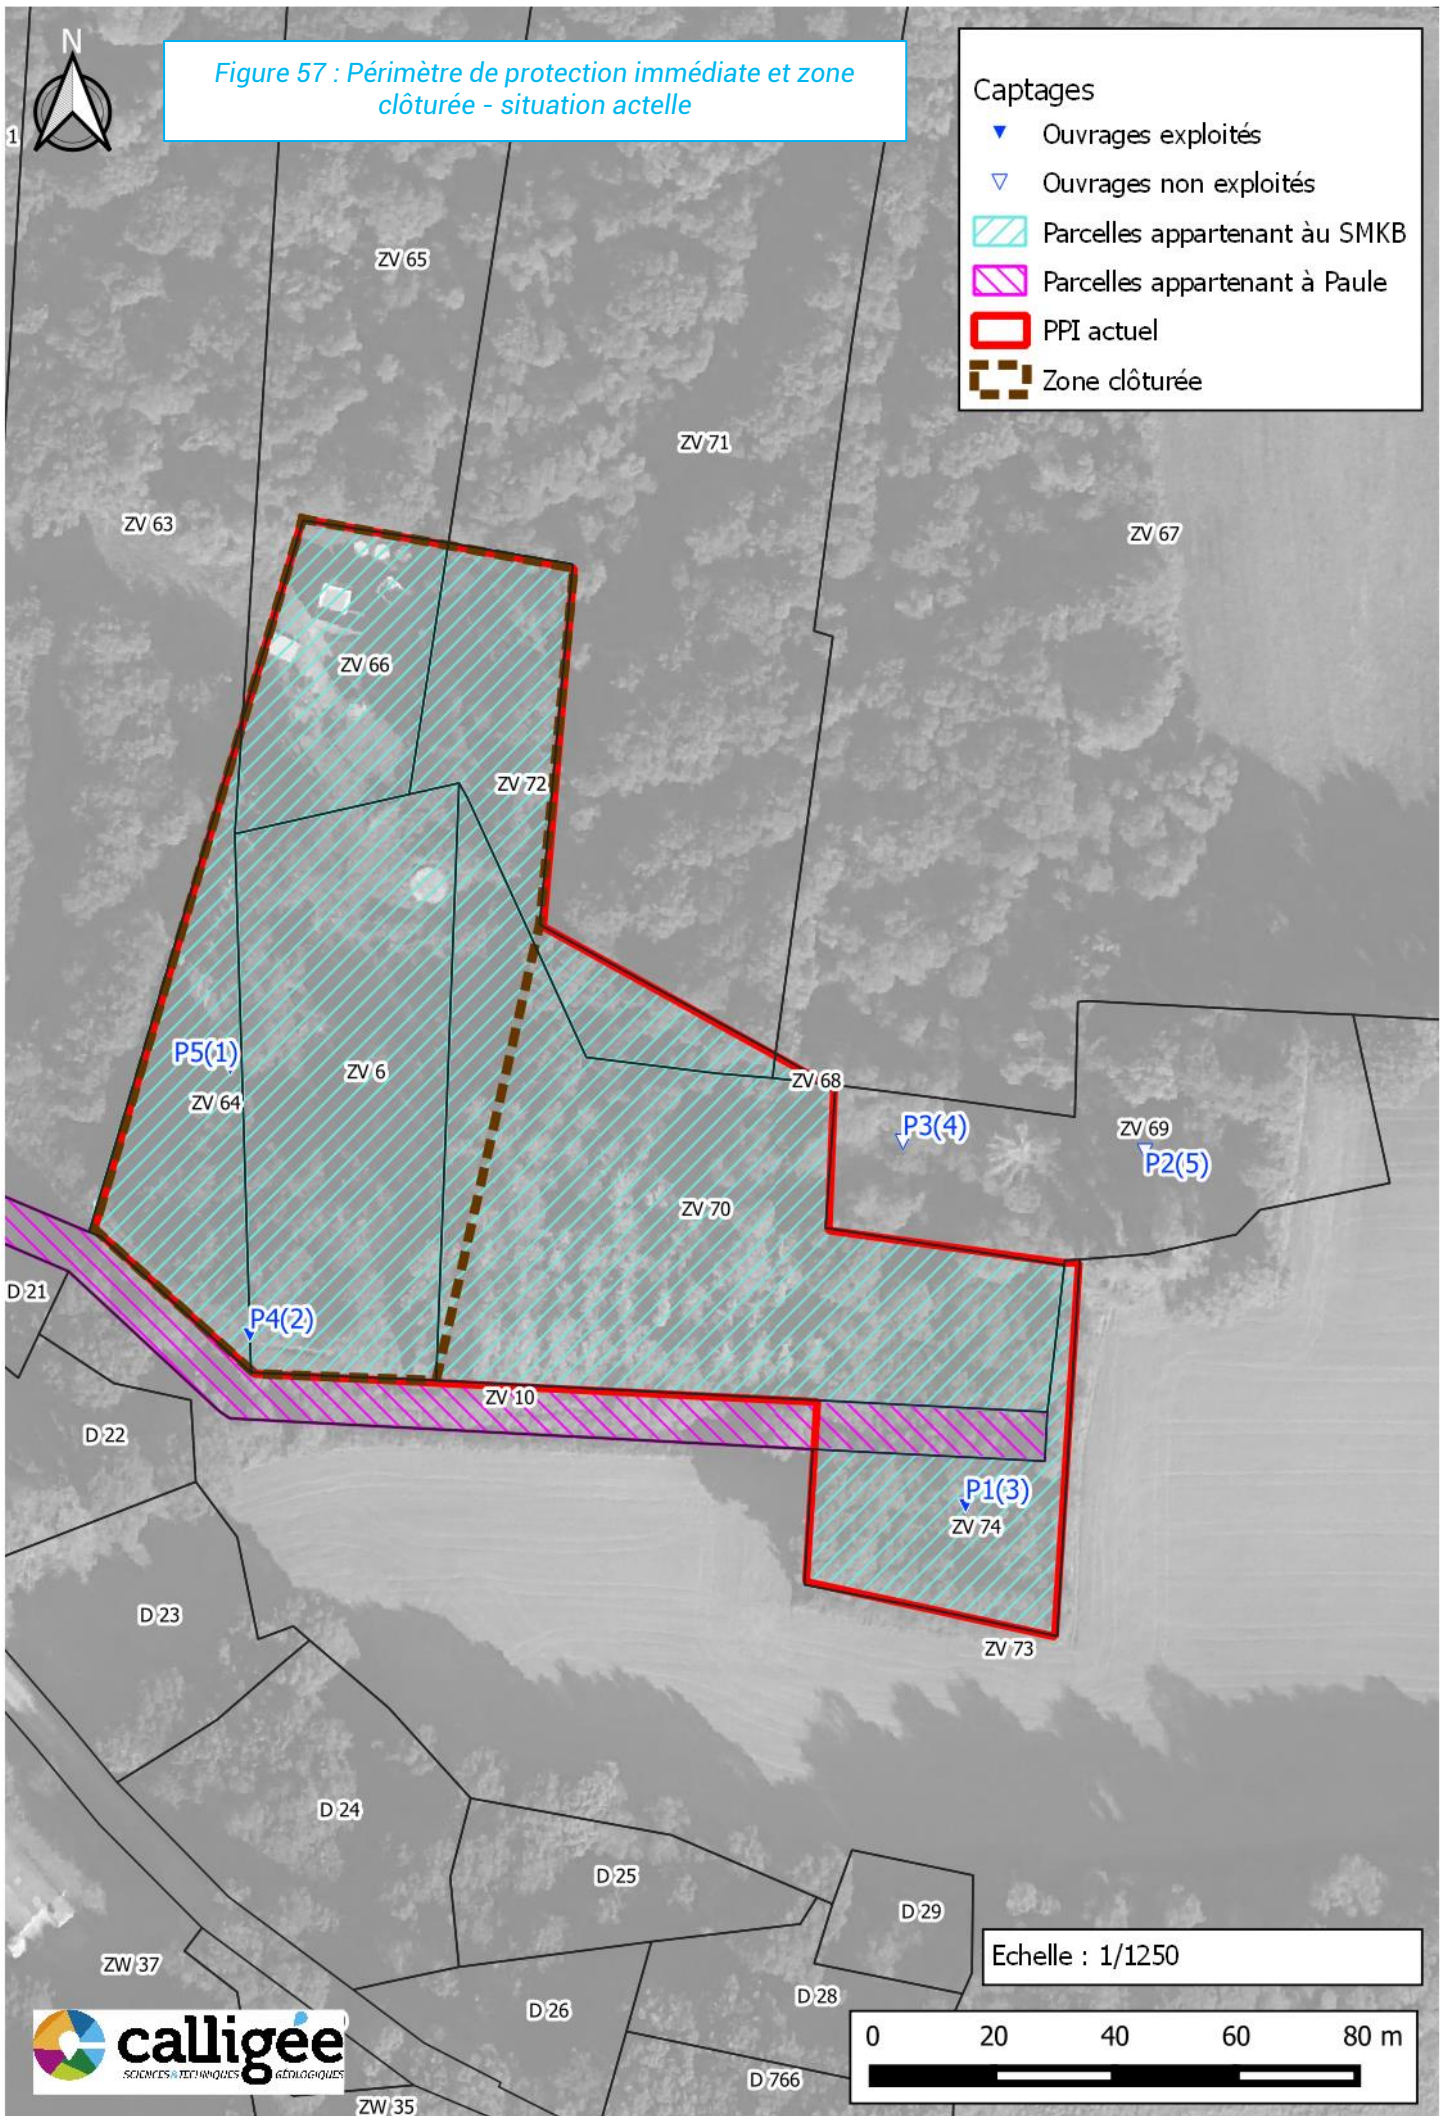 N
Figure 57 : Périmètre de protection immédiate et zone
clôturée - situation actelle
Captages
Ouvrages exploités
Ouvrages non exploités
Parcelles appartenant àu SMKB
Parcelles appartenant à Paule
PPI actuel
Zone clôturée
1
ZV 65
ZV 71
ZV 63
ZV 67
ZV 66
ZV 72
P5(1)
ZV 6
ZV 64
ZV 68
P3(4)
ZV 69
P2(5)
ZV 70
D 21
P4(2)
ZV 10
D 22
P1(3)
ZV 74
D 23
ZV 73
D 24
D 25
D 29
ZW 37
Echelle : 1/1250
D 28
D 26
calligée
SCIENCES & TECHNIQUES GÉOLOGIQUES
0 20 40 60 80 m
D 766
ZW 35